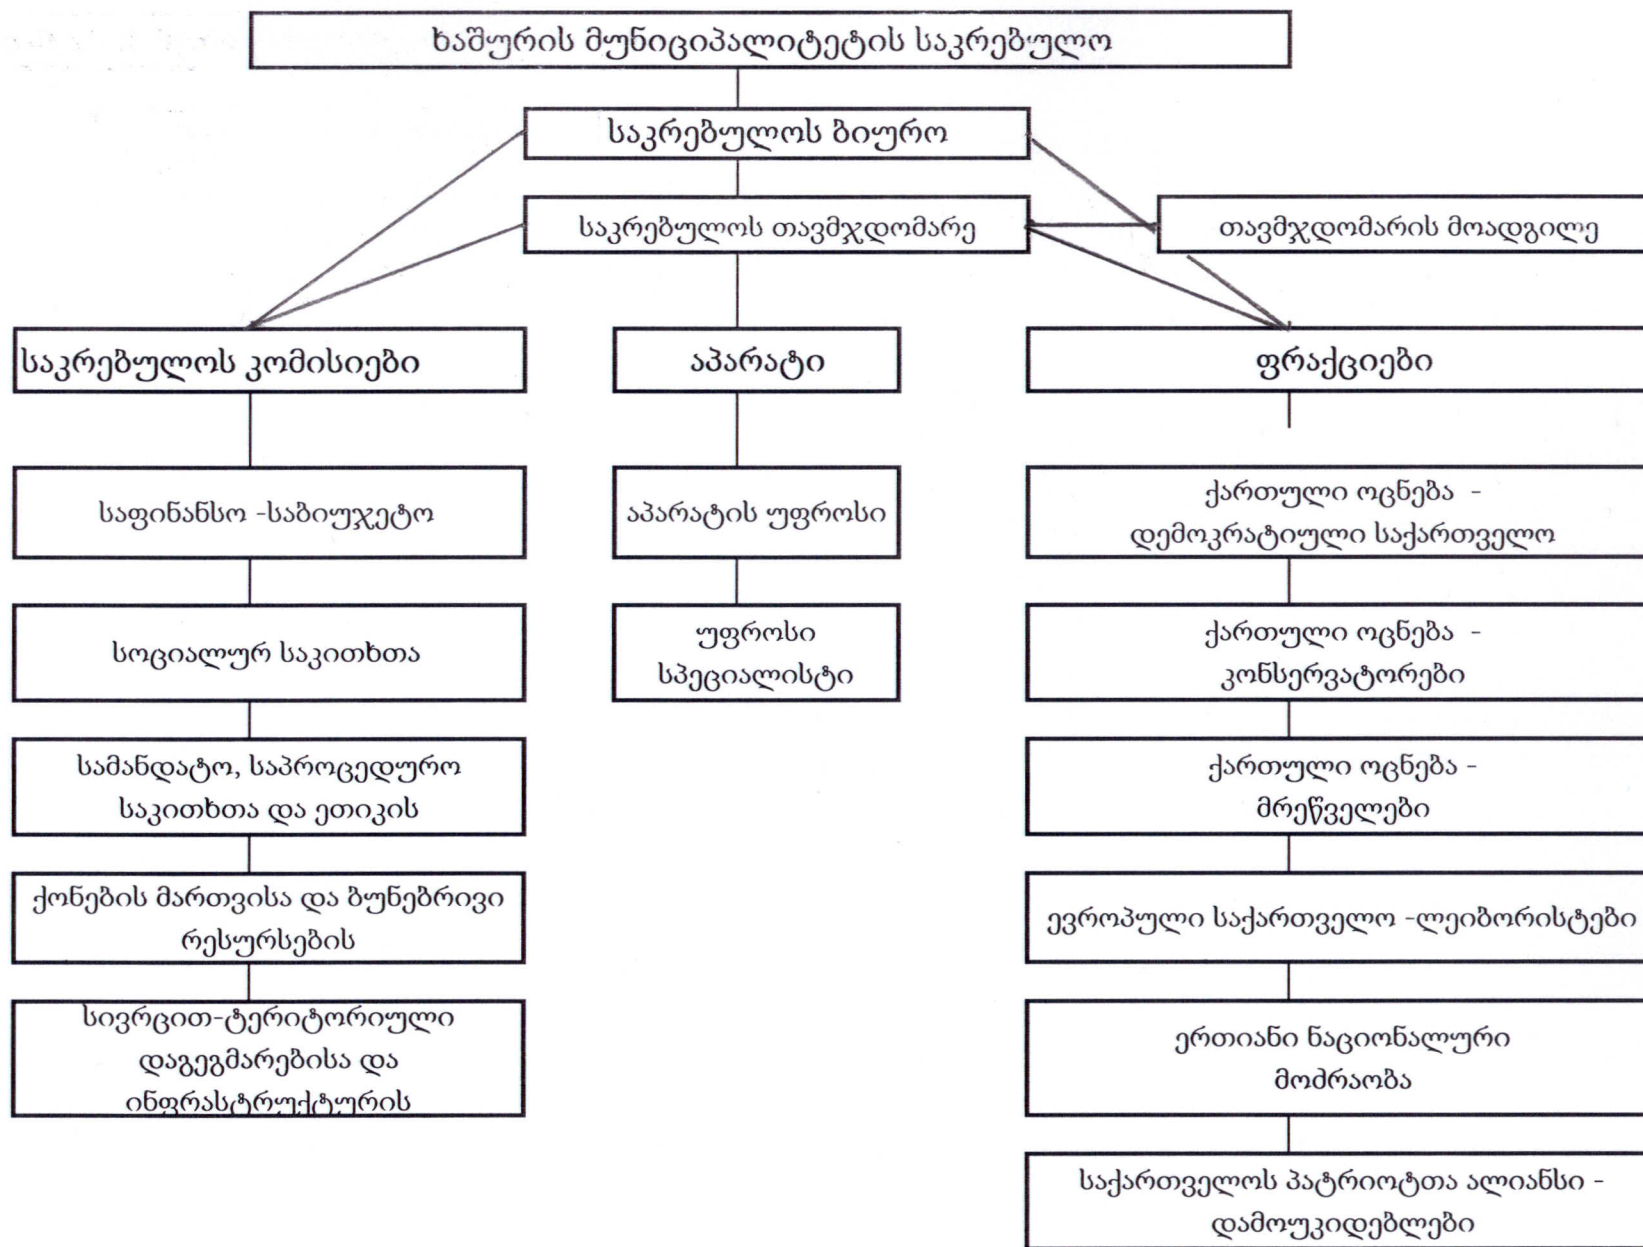 ხაშურის მუნიციპალიტეტის საკრებულო
საკრებულოს ბიურო
საკრებულოს თავმჯდომარე
თავმჯდომარის მოადგილე
საკრებულოს კომისიები
აპარატი
ფრაქციები
საფინანსო -საბიუჯეტო
სოციალურ საკითხთა
სამანდატო, საპროცედურო
საკითხთა და ეთიკის
ქონების მართვისა და ბუნებრივი
რესურსების
სივრცით-ტერიტორიული
დაგეგმარებისა და
ინფრასტრუქტურის
აპარატის უფროსი
უფროსი
სპეციალისტი
ქართული ოცნება -
დემოკრატიული საქართველო
ქართული ოცნება -
კონსერვატორები
ქართული ოცნება -
მრეწველები
ევროპული საქართველო -ლეიბორისტები
ერთიანი ნაციონალური
მოძრაობა
საქართველოს პატრიოტთა ალიანსი -
დამოუკიდებლები